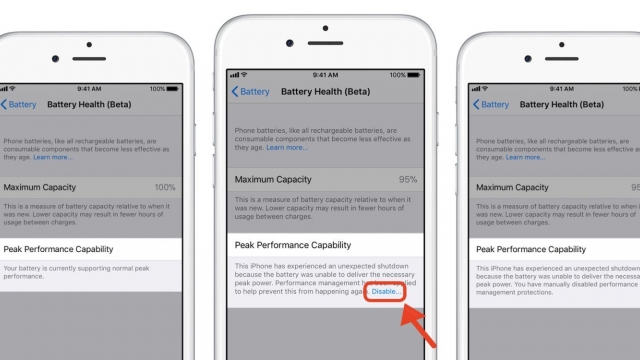 9:41 AM
100%
Battery
Battery Health (Beta)
Phone batteries, like all rechargeable batteries, are
consumable components that become less effective as
they age. Learn more...
Maximum Capacity
100%
This is a measure of battery capacity relative to when it
was new. Lower capacity may result in fewer hours of
usage between charges.
Peak Performance Capability
Your battery is currently supporting normal peak
performance.
9:41 AM
100%
Battery
Battery Health (Beta)
Phone batteries, like all rechargeable batteries, are
consumable components that become less effective as
they age. Learn more...
Maximum Capacity
95%
This is a measure of battery capacity relative to when it
was new. Lower capacity may result in fewer hours of
usage between charges.
Peak Performance Capability
This iPhone has experienced an unexpected shutdown
because the battery was unable to deliver the necessary
peak power. Performance management has been applied
to help prevent this from happening again. Disable...
9:41 AM
100%
Battery
Battery Health (Beta)
Phone batteries, like all rechargeable batteries, are
consumable components that become less effective as
they age. Learn more...
Maximum Capacity
95
This is a measure of battery capacity relative to when it
was new. Lower capacity may result in fewer hours of
usage between charges.
Peak Performance Capability
This iPhone has experienced an unexpected shutdown
because the battery was unable to deliver the necessary
peak power. You have manually disabled performance
management protections.